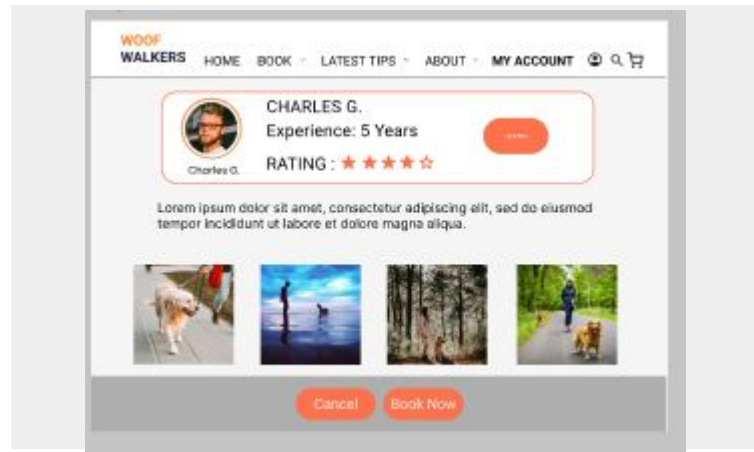 WOOF
WALKERS
HOME BOOK LATEST TIPS ABOUT MY ACCOUNT
CHARLES G.
Experience: 5 Years
RATING :
Charles G.
Lorem ipsum dolor sit amet, consectetur adipiscing elit, sed do eiusmod
tempor incididunt ut labore et dolore magna aliqua.
Cancel
Book Now